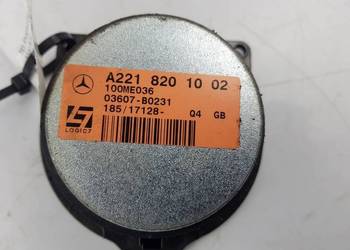 A221 820 10 02
100ME036
03607-B0231
185/17128- Q4 GB
LOGIC7